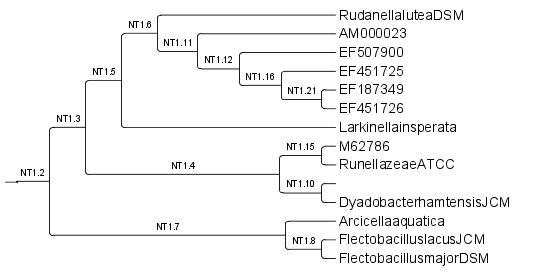 RudanellaluteaDSM
NT1.6
AM000023
NT1.11
EF507900
NT1.12
EF451725
NT1.5
NT1.16
EF187349
NT1.21
EF451726
NT1.3
Larkinellainsperata
M62786
NT1.15
NT1.4
RunellazeaeATCC
NT1.2
NT1.10
DyadobacterhamtensisJCM
Arcicellaaquatica
NT1.7
FlectobacilluslacusJCM
NT1.8
FlectobacillusmajorDSM